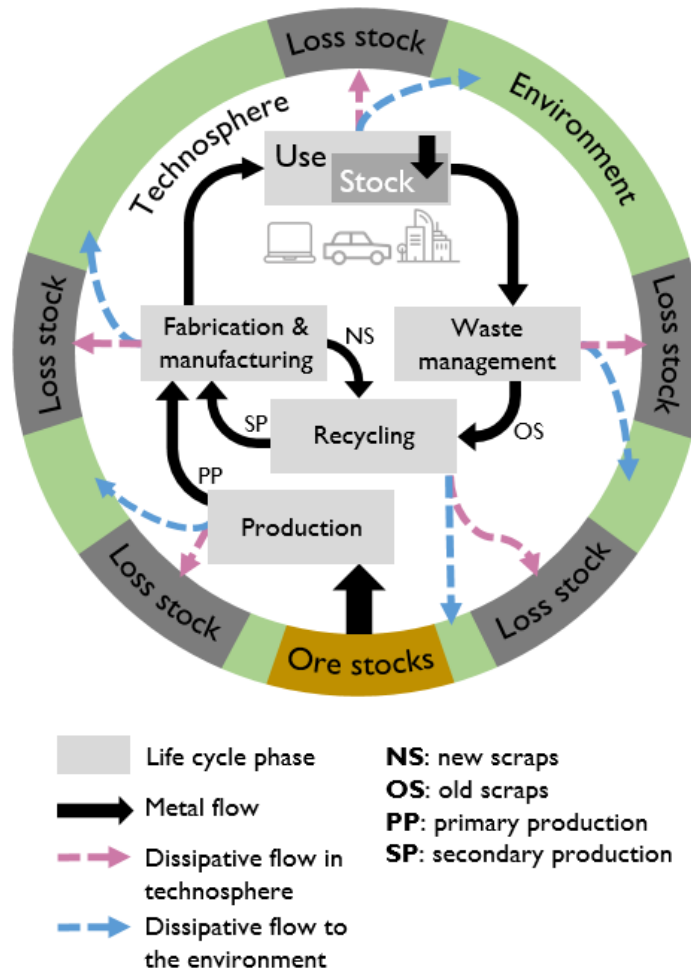 Loss stock
Environment
Technosphere
Use
Stock
Loss stock
Fabrication &
manufacturing
NS
Waste
management
Loss stock
SP
Recycling
OS
PP
Production
Loss stock
Loss stock
Ore stocks
Life cycle phase
Metal flow
Dissipative flow in
technosphere
Dissipative flow to
the environment
NS: new scraps
OS: old scraps
PP: primary production
SP: secondary production